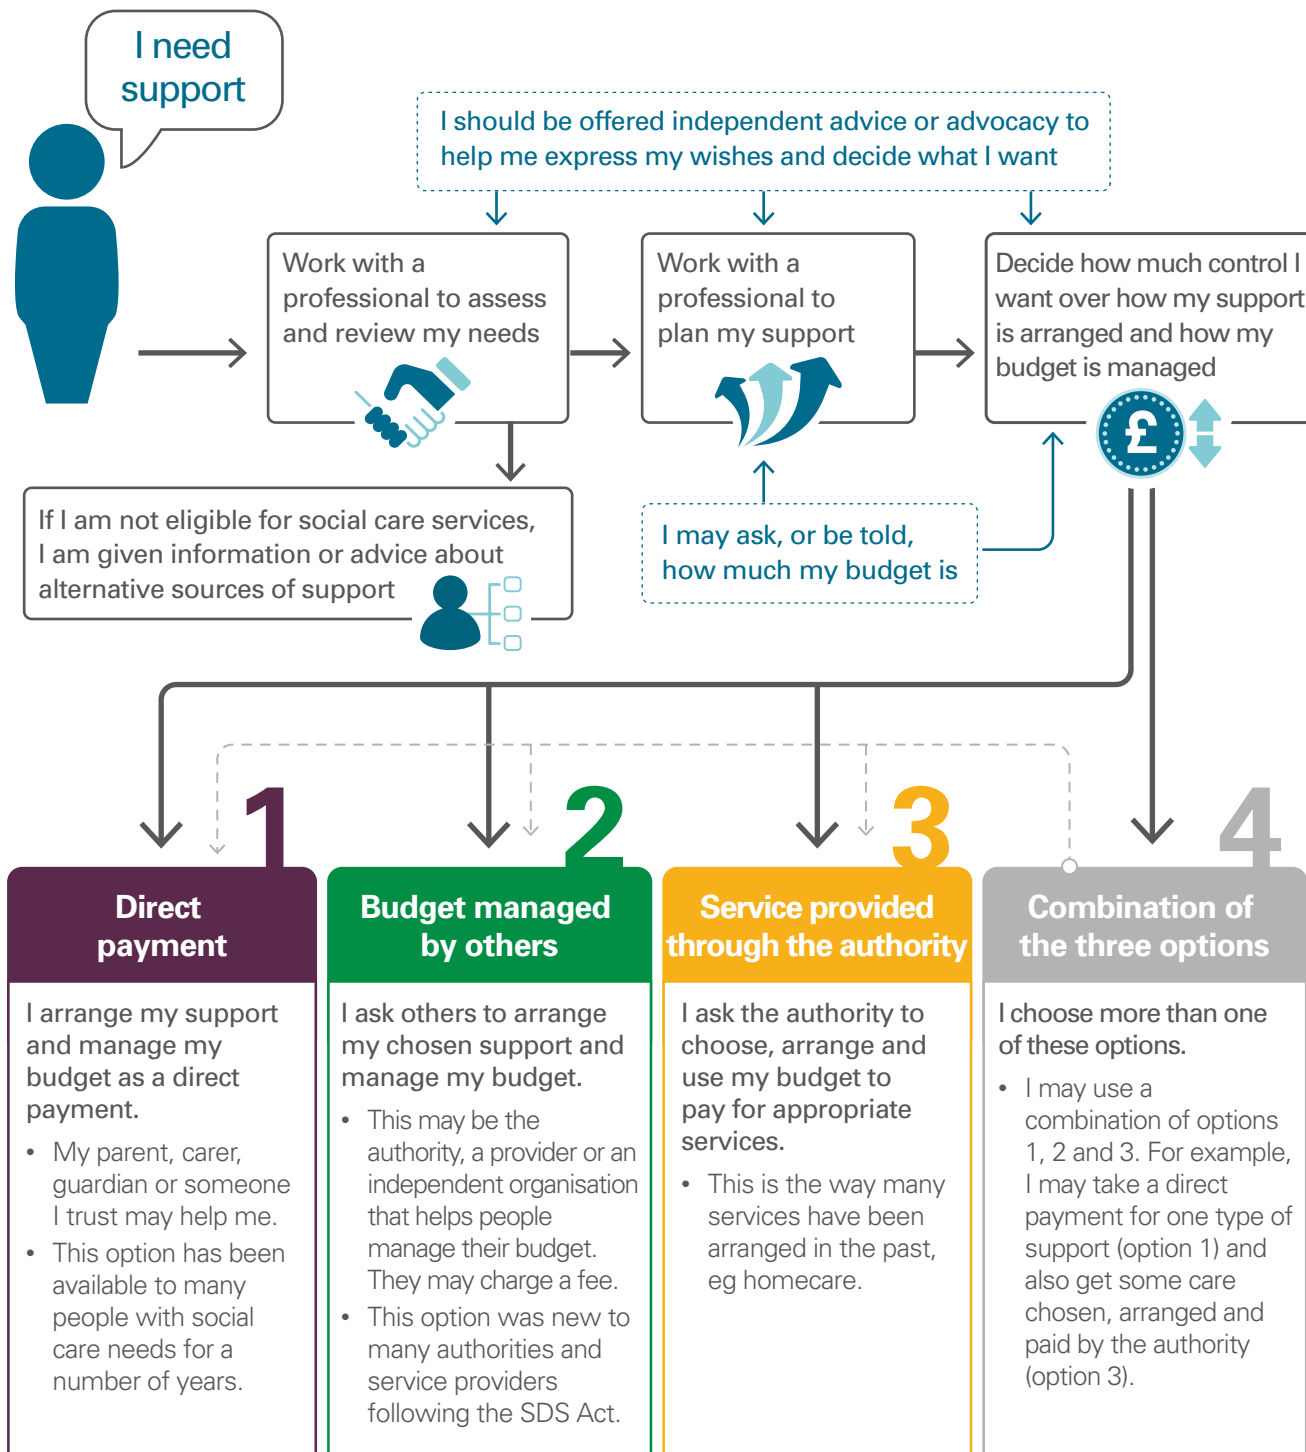 I need
support
I should be offered independent advice or advocacy to
help me express my wishes and decide what I want
Work with a
professional to assess
and review my needs
Work with a
professional to
plan my support
Decide how much control I
want over how my support
is arranged and how my
budget is managed
£
If I am not eligible for social care services,
I am given information or advice about
alternative sources of support
I may ask, or be told,
how much my budget is
1
Direct
payment
I arrange my support
and manage my
budget as a direct
payment.
• My parent, carer,
guardian or someone
I trust may help me.
• This option has been
available to many
people with social
care needs for a
number of years.
2
Budget managed
by others
I ask others to arrange
my chosen support and
manage my budget.
• This may be the
authority, a provider or an
independent organisation
that helps people
manage their budget.
They may charge a fee.
• This option was new to
many authorities and
service providers
following the SDS Act.
3
Service provided
through the authority
I ask the authority to
choose, arrange and
use my budget to
pay for appropriate
services.
• This is the way many
services have been
arranged in the past,
eg homecare.
4
Combination of
the three options
I choose more than one
of these options.
• I may use a
combination of options
1, 2 and 3. For example,
I may take a direct
payment for one type of
support (option 1) and
also get some care
chosen, arranged and
paid by the authority
(option 3).